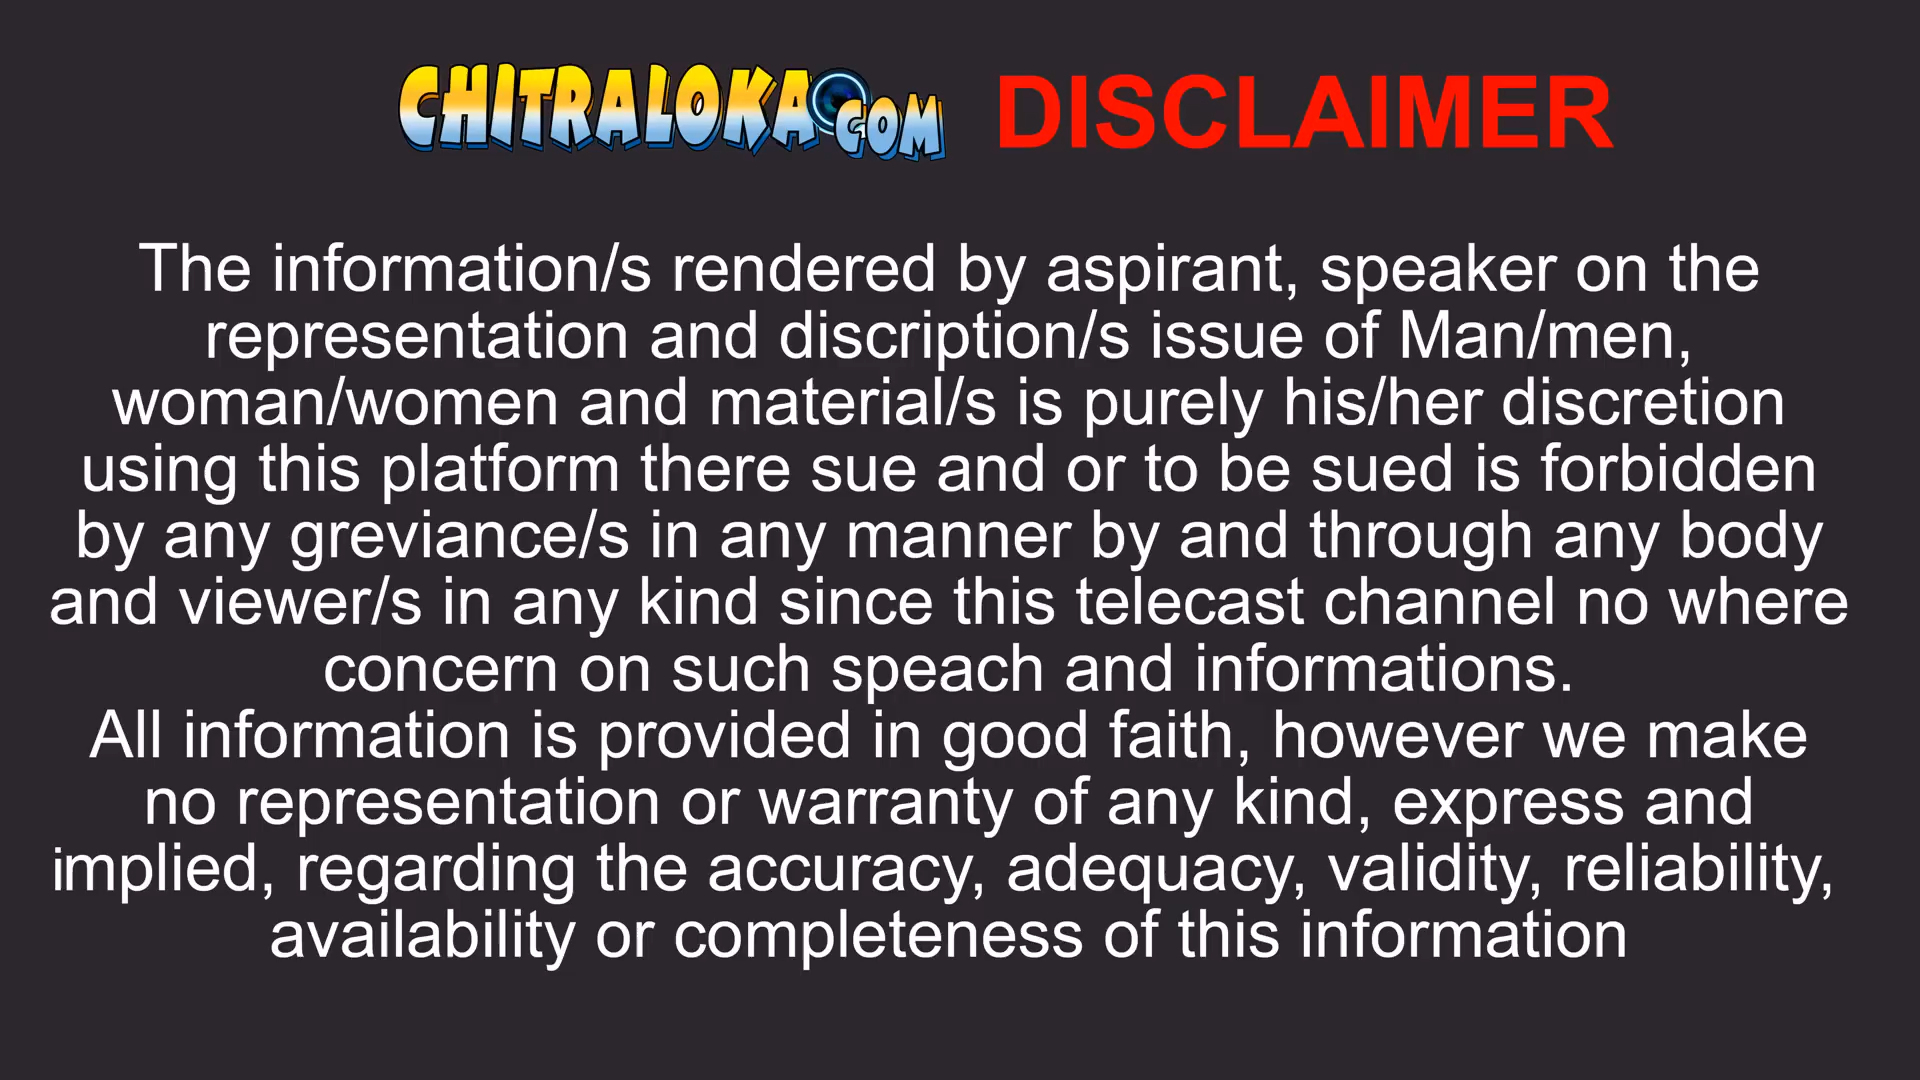 CHITRALOKA.COM DISCLAIMER
The information/s rendered by aspirant, speaker on the
representation and discription/s issue of Man/men,
woman/women and material/s is purely his/her discretion
using this platform there sue and or to be sued is forbidden
by any greviance/s in any manner by and through any body
and viewer/s in any kind since this telecast channel no where
concern on such speach and informations.
All information is provided in good faith, however we make
no representation or warranty of any kind, express and
implied, regarding the accuracy, adequacy, validity, reliability,
availability or completeness of this information